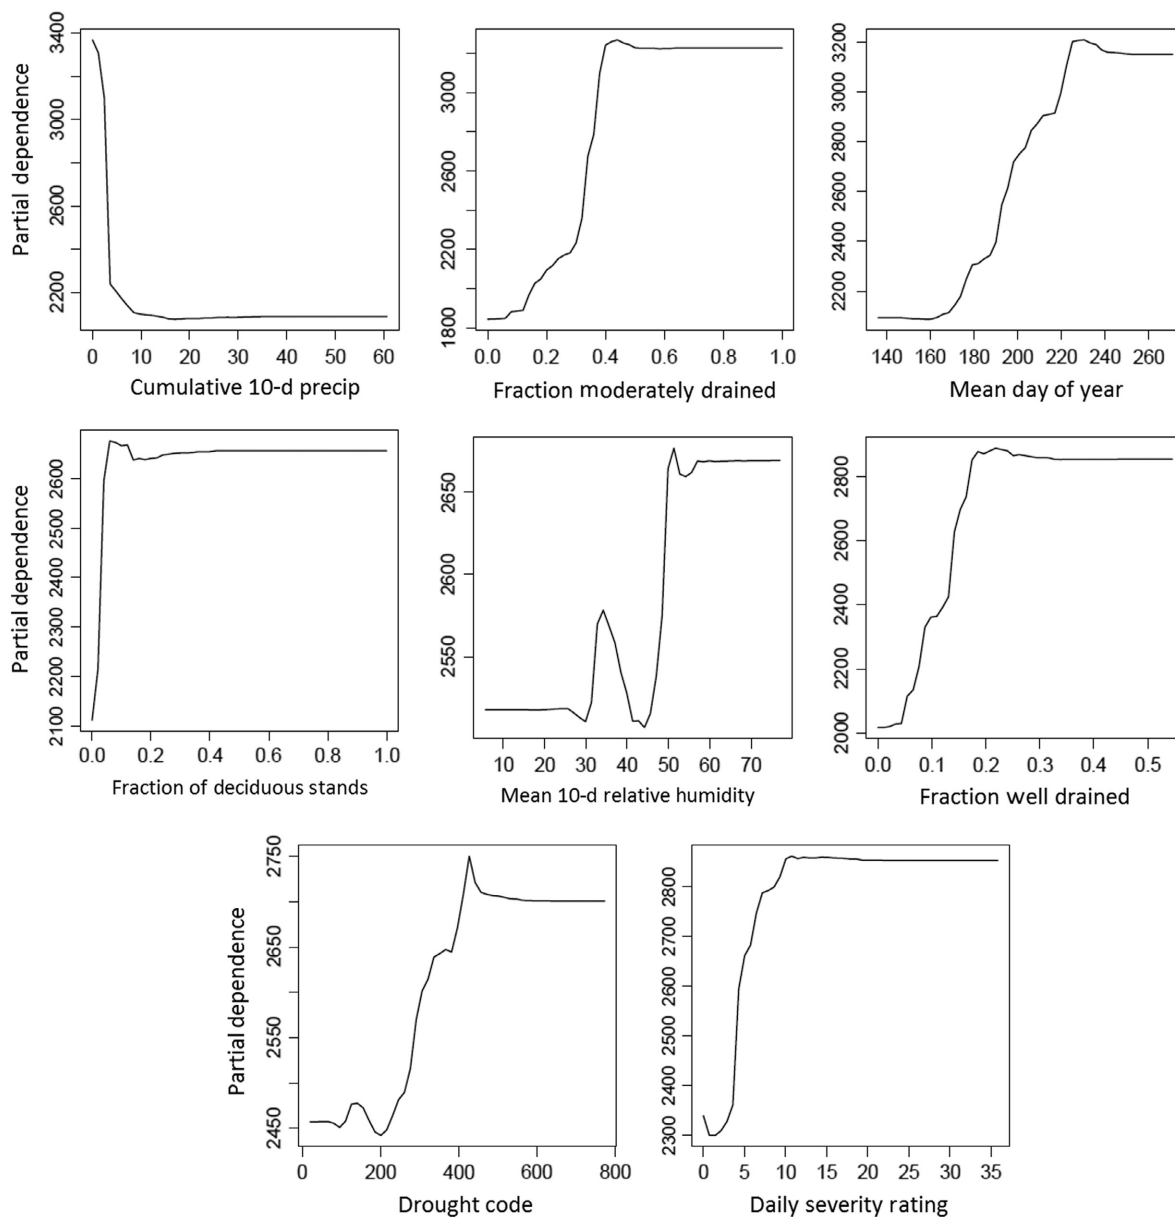 Partial dependence
3400
3000
2600
2200
0 10 20 30 40 50 60
Cumulative 10-d precip
3000
2600
2200
1800
0.0 0.2 0.4 0.6 0.8 1.0
Fraction moderately drained
3200
3000
2800
2600
2400
2200
140 160 180 200 220 240 260
Mean day of year
Partial dependence
2600
2500
2400
2300
2200
2100
0.0 0.2 0.4 0.6 0.8 1.0
Fraction of deciduous stands
2650
2600
2550
10 20 30 40 50 60 70
Mean 10-d relative humidity
2800
2600
2400
2200
2000
0.0 0.1 0.2 0.3 0.4 0.5
Fraction well drained
Partial dependence
2750
2650
2550
2450
0 200 400 600 800
Drought code
2800
2700
2600
2500
2400
2300
0 5 10 15 20 25 30 35
Daily severity rating